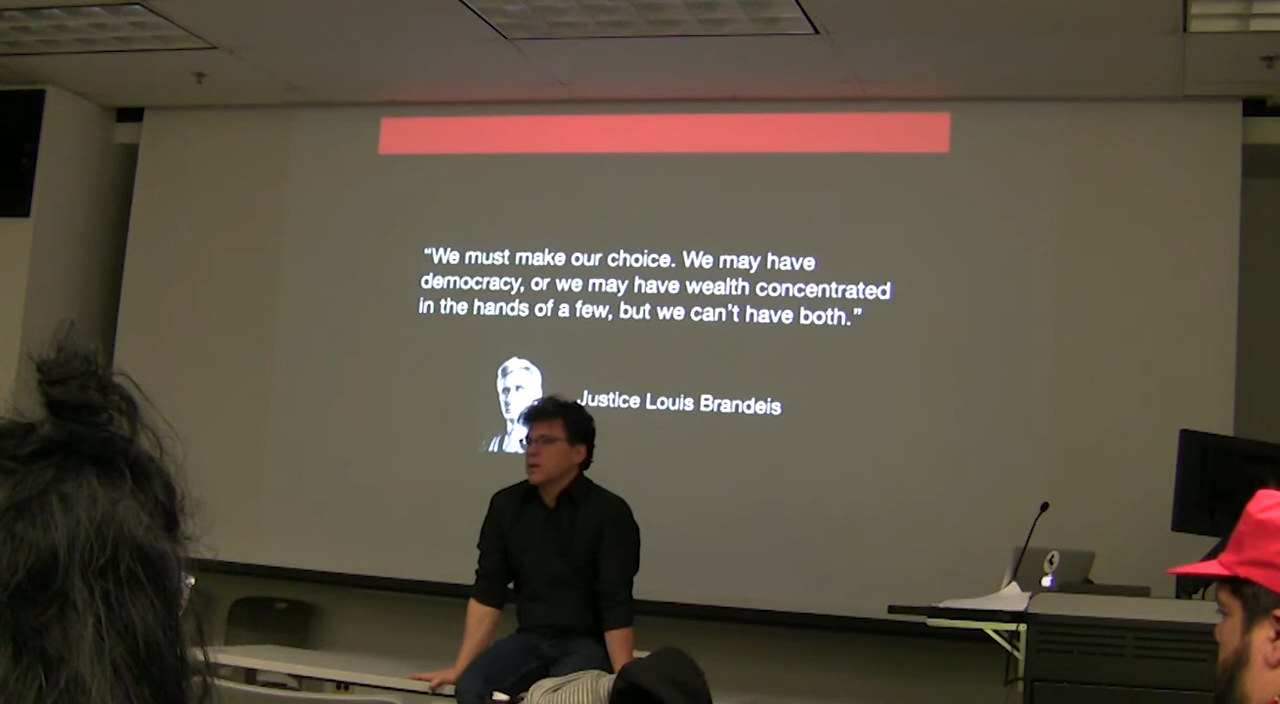 “We must make our choice. We may have
democracy, or we may have wealth concentrated
in the hands of a few, but we can’t have both.”
Justice Louis Brandeis